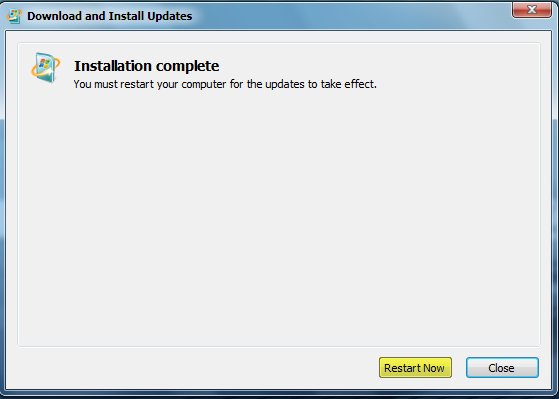 Download and Install Updates
Installation complete
You must restart your computer for the updates to take effect.
Restart Now
Close